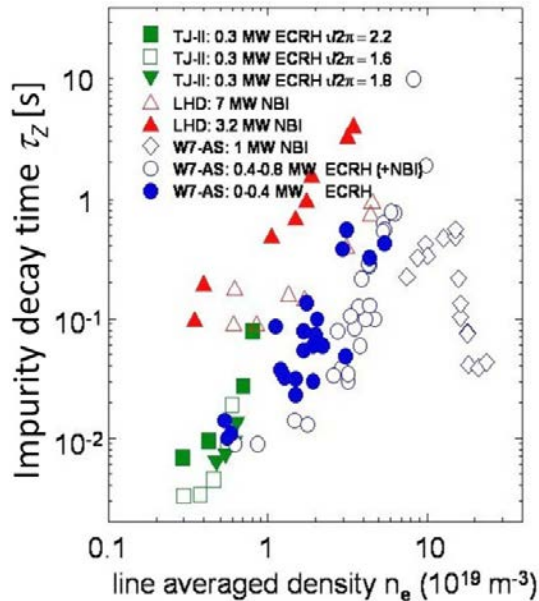 TJ-II: 0.3 MW ECRH ι/2π= 2.2
TJ-II: 0.3 MW ECRH ι/2π= 1.6
TJ-II: 0.3 MW ECRH ι/2π= 1.8
LHD: 7 MW NBI
LHD: 3.2 MW NBI
W7-AS: 1 MW NBI
W7-AS: 0.4-0.8 MW ECRH (+NBI)
W7-AS: 0-0.4 MW ECRH
Impurity decay time τZ [s]
10
1
10-1
10-2
0.1
1
10
100
line averaged density ne (10^19 m-3)